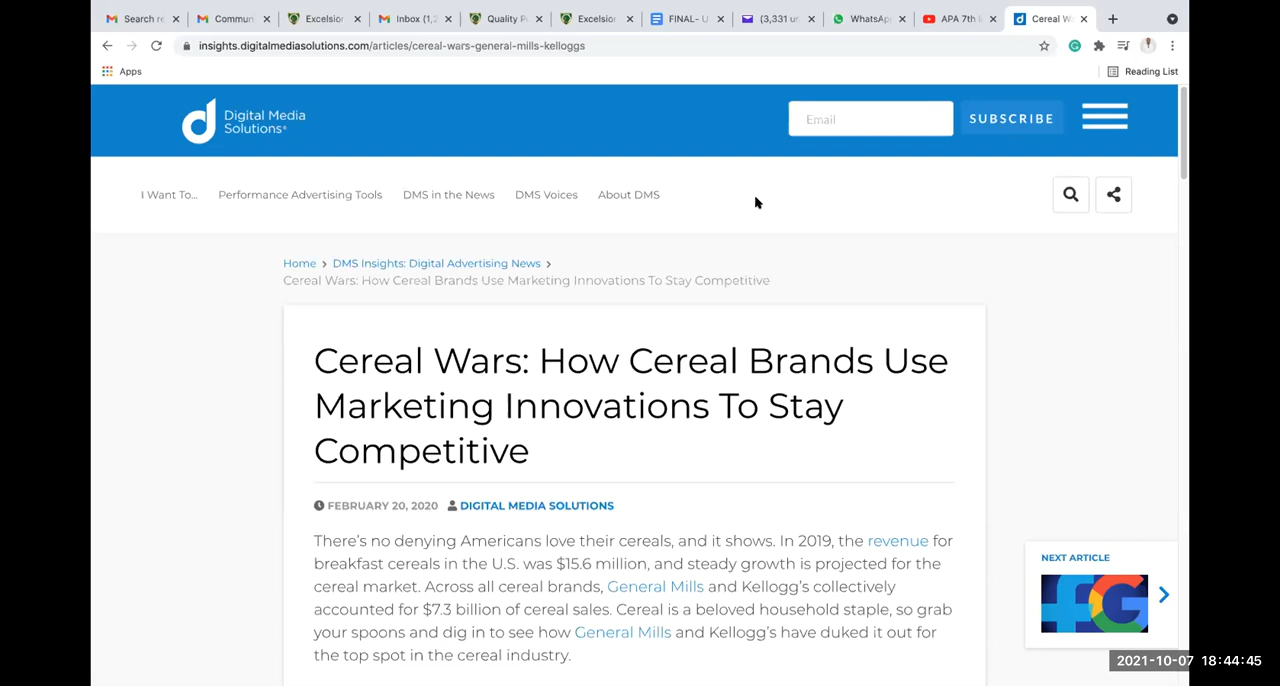 Search re
Commun
Excelsior
Inbox (1,2
Quality P
Excelsio
FINAL- U
(3,331 ur
WhatsAp
APA 7th
Cereal W
insights.digitalmediasolutions.com/articles/cereal-wars-general-mills-kelloggs
Apps
Reading List
Digital Media
Solutions
Email
SUBSCRIBE
I Want To...
Performance Advertising Tools
DMS in the News
DMS Voices
About DMS
Home > DMS Insights: Digital Advertising News >
Cereal Wars: How Cereal Brands Use Marketing Innovations To Stay Competitive
Cereal Wars: How Cereal Brands Use
Marketing Innovations To Stay
Competitive
FEBRUARY 20, 2020 DIGITAL MEDIA SOLUTIONS
There's no denying Americans love their cereals, and it shows. In 2019, the revenue for
breakfast cereals in the U.S. was $15.6 million, and steady growth is projected for the
cereal market. Across all cereal brands, General Mills and Kellogg's collectively
accounted for $7.3 billion of cereal sales. Cereal is a beloved household staple, so grab
your spoons and dig in to see how General Mills and Kellogg's have duked it out for
the top spot in the cereal industry.
NEXT ARTICLE
2021-10-07 18:44:45